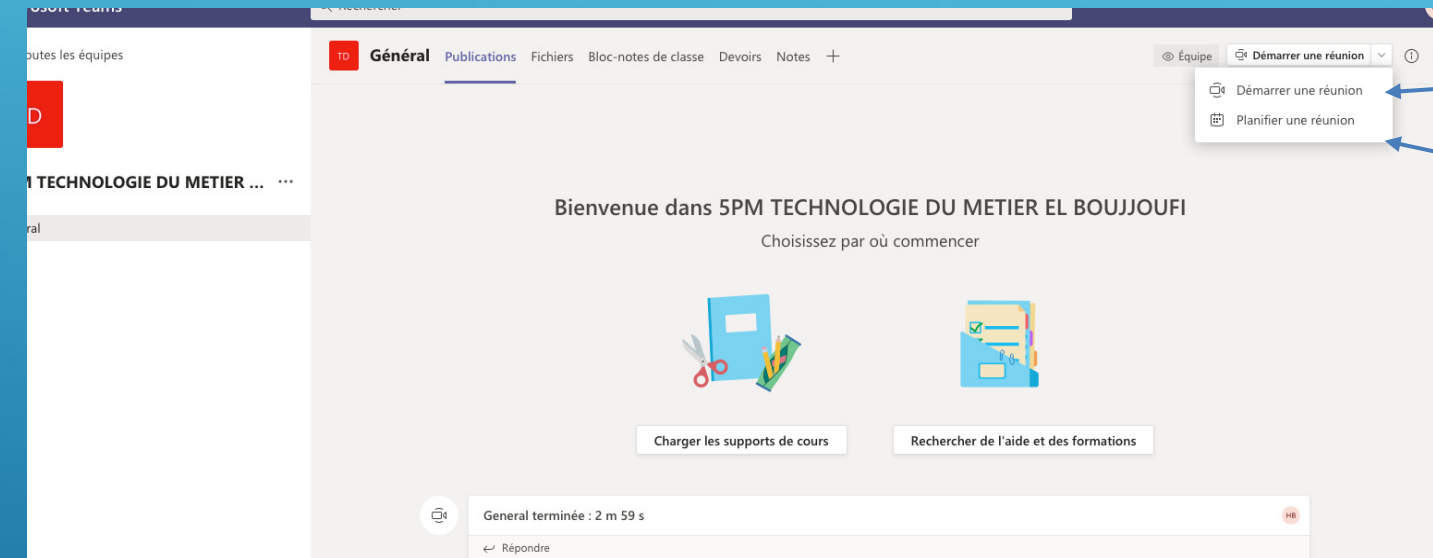 Microsoft Teams
Rechercher
toutes les équipes
TD
Général Publications Fichiers Bloc-notes de classe Devoirs Notes +
Équipe Démarrer une réunion
Démarrer une réunion
Planifier une réunion
D
M TECHNOLOGIE DU METIER ... ...
ral
Bienvenue dans 5PM TECHNOLOGIE DU METIER EL BOUJJOUFI
Choisissez par où commencer
Charger les supports de cours
Rechercher de l'aide et des formations
General terminée : 2 m 59 s
HB
Répondre